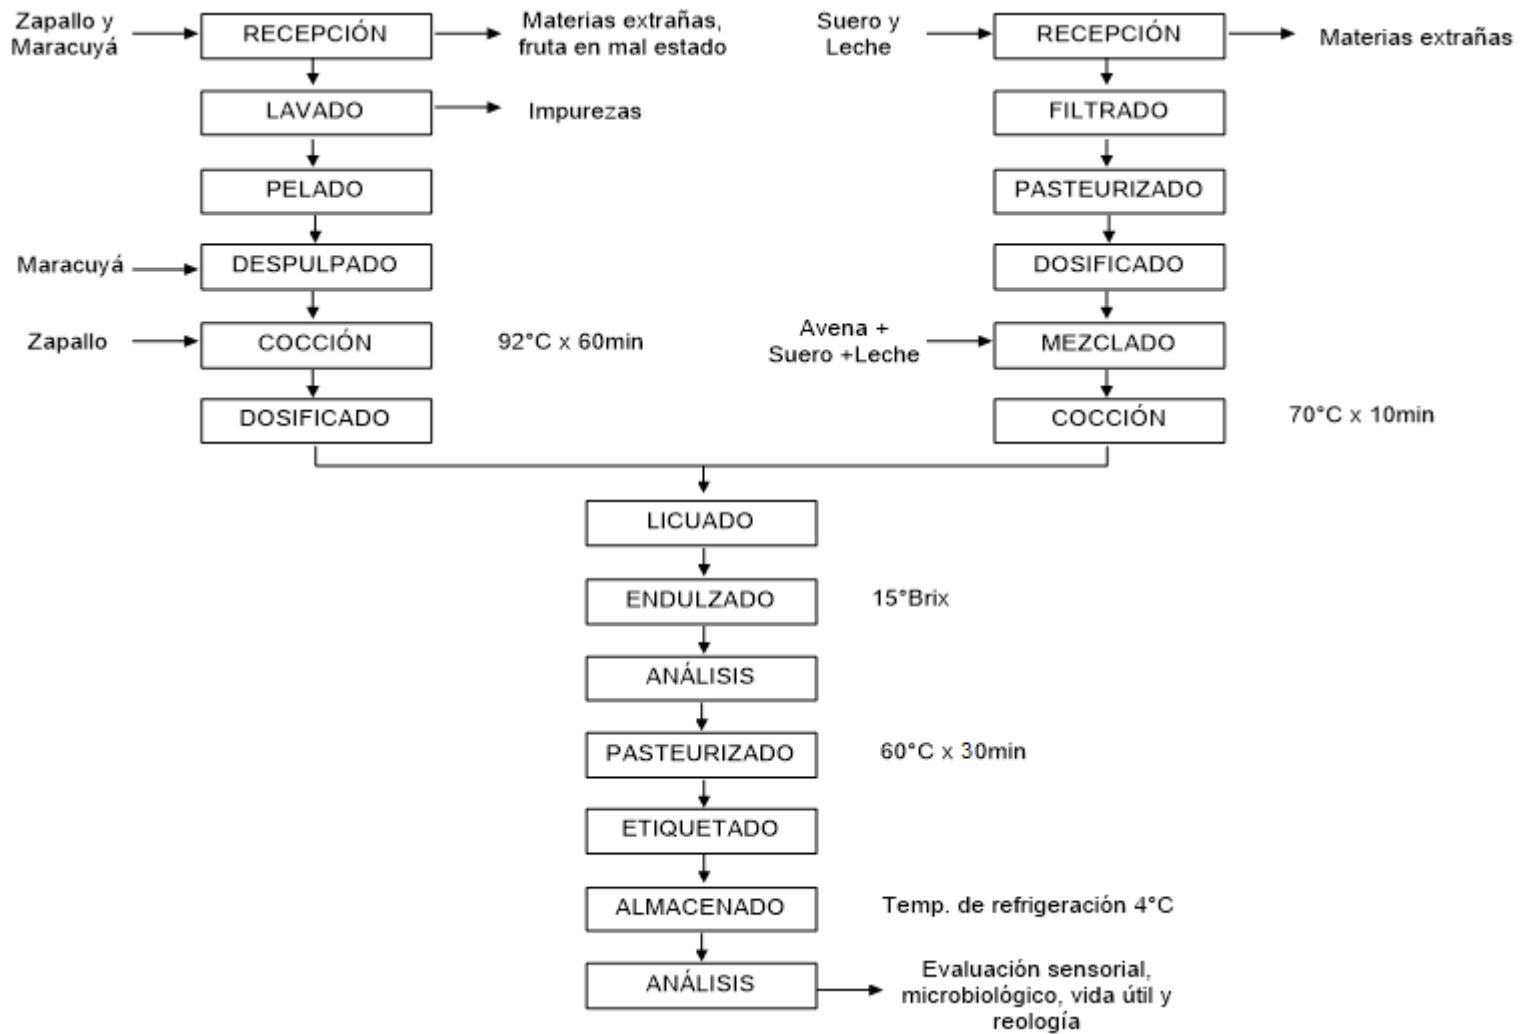 Zapallo y
Maracuyá
RECEPCIÓN
Materias extrañas,
fruta en mal estado
LAVADO
Impurezas
PELADO
Maracuyá
DESPULPADO
Zapallo
COCCIÓN
92°C x 60min
DOSIFICADO
Suero y
Leche
RECEPCIÓN
Materias extrañas
FILTRADO
PASTEURIZADO
DOSIFICADO
Avena +
Suero +Leche
MEZCLADO
COCCIÓN
70°C x 10min
LICUADO
ENDULZADO
15°Brix
ANÁLISIS
PASTEURIZADO
60°C x 30min
ETIQUETADO
ALMACENADO
Temp. de refrigeración 4°C
ANÁLISIS
Evaluación sensorial,
microbiológico, vida útil y
reología